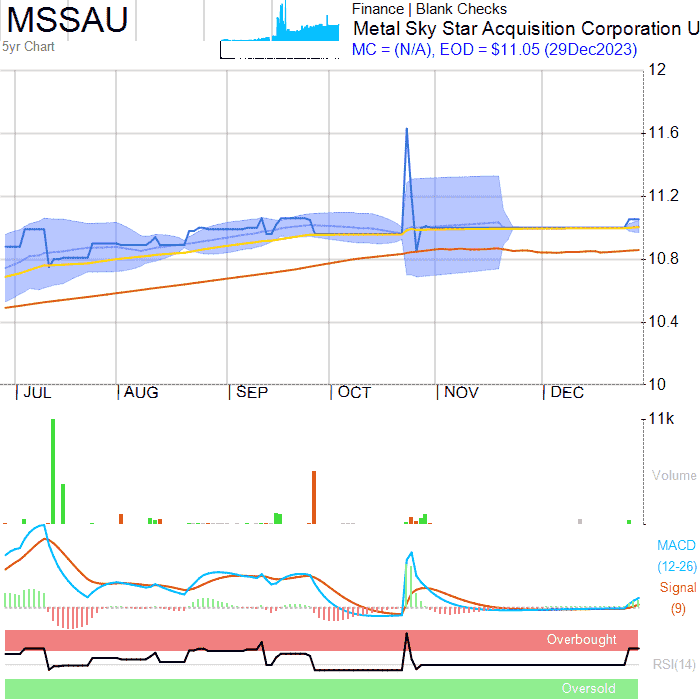 MSSAU
5yr Chart
Finance | Blank Checks
Metal Sky Star Acquisition Corporation U
MC = (N/A), EOD = $11.05 (29Dec2023)
12
11.6
11.2
10.8
10.4
10
JUL AUG SEP OCT NOV DEC
11k
Volume
MACD
(12-26)
Signal
(9)
Overbought
RSI(14)
Oversold